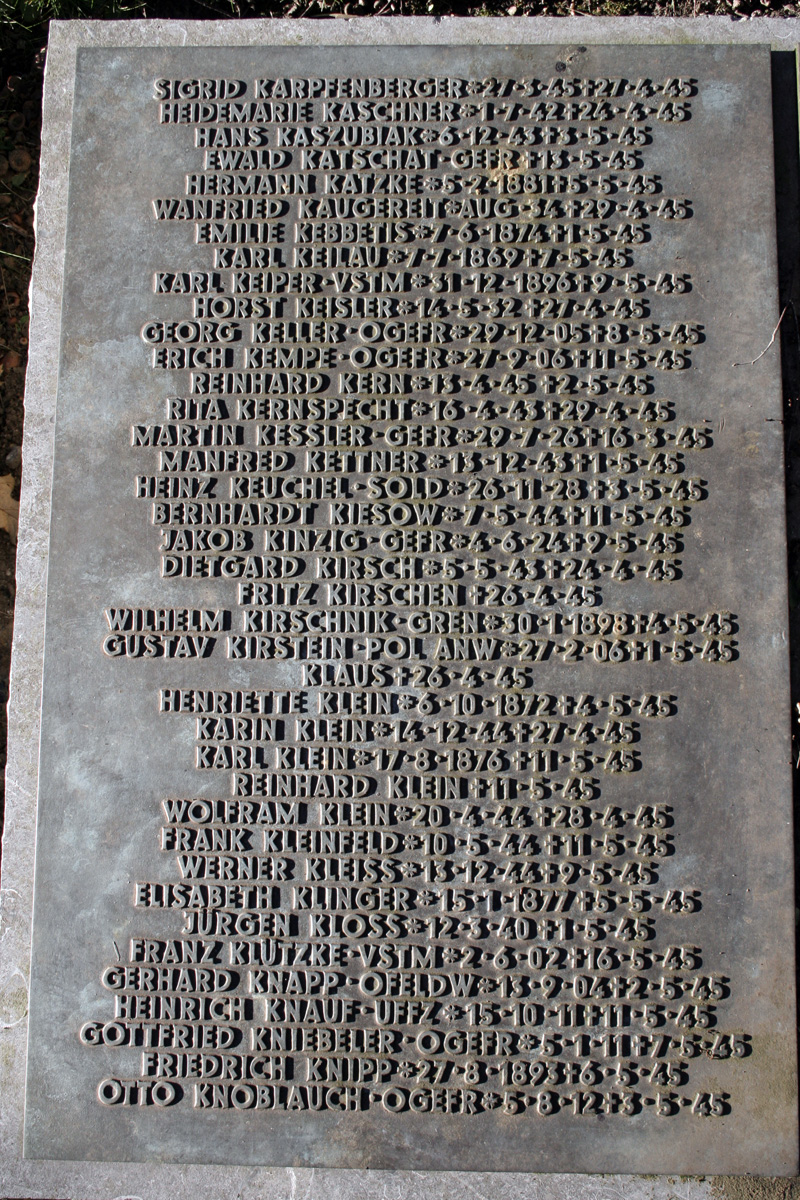 SIGRID KARPFENBERGER*27·3·45+27·4·45
HEIDEMARIE KASCHNER*1·7·42+24·4·45
HANS KASZUBIAK*6·12·43+3·5·45
EWALD KATSCHAT·GEFR·+13·5·45
HERMANN KATZKE*5·2·1881+5·5·45
WANFRIED KAUGEREIT*AUG·34+29·4·45
EMILIE KEBBETIS*7·6·1874+1·5·45
KARL KEILAU*7·7·1869+7·5·45
KARL KEIPER·VSTM*31·12·1896+9·5·45
HORST KEISLER*14·5·32+27·4·45
GEORG KELLER·OGEFR*29·12·05+8·5·45
ERICH KEMPE·OGEFR*27·9·06+11·5·45
REINHARD KERN*13·4·45+2·5·45
RITA KERNSPECHT*16·4·43+29·4·45
MARTIN KESSLER·GEFR*29·7·26+16·3·45
MANFRED KETTNER*13·12·43+1·5·45
HEINZ KEUCHEL·SOLD*26·11·28+3·5·45
BERNHARDT KIESOW*7·5·44+11·5·45
JAKOB KINZIG·GEFR*4·6·24+9·5·45
DIETGARD KIRSCH*5·5·43+24·4·45
FRITZ KIRSCHEN+26·4·45
WILHELM KIRSCHNIK·GREN*30·1·1898+4·5·45
GUSTAV KIRSTEIN·POL·ANW*27·2·06+1·5·45
KLAUS+26·4·45
HENRIETTE KLEIN*6·10·1872+4·5·45
KARIN KLEIN*14·12·44+27·4·45
KARL KLEIN*17·8·1876+11·5·45
REINHARD KLEIN+11·5·45
WOLFRAM KLEIN*20·4·44+28·4·45
FRANK KLEINFELD*10·5·44+11·5·45
WERNER KLEISS*13·12·44+9·5·45
ELISABETH KLINGER*15·1·1877+5·5·45
JÜRGEN KLOSS*12·3·40+1·5·45
FRANZ KLÜTZKE·VSTM*2·6·02+16·5·45
GERHARD KNAPP·OFELDW*13·9·04+2·5·45
HEINRICH KNAUF·UFFZ*15·10·11+11·5·45
GOTTFRIED KNIEBELER·OGEFR*5·1·11+7·5·45
FRIEDRICH KNIPP*27·8·1893+6·5·45
OTTO KNOBLAUCH·OGEFR*5·8·12+3·5·45